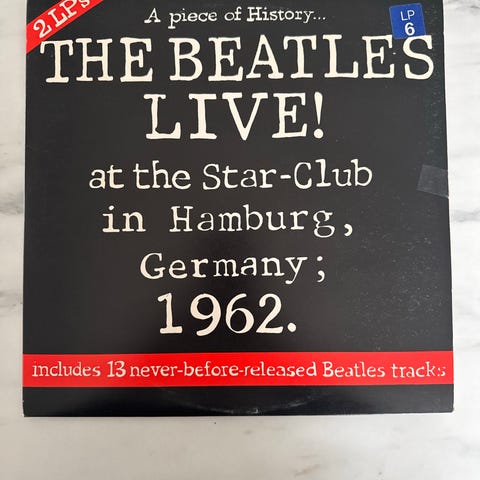 2 LPs
A piece of History...
LP
6
THE BEATLES
LIVE!
at the Star-Club
in Hamburg,
Germany;
1962.
includes 13 never-before-released Beatles tracks